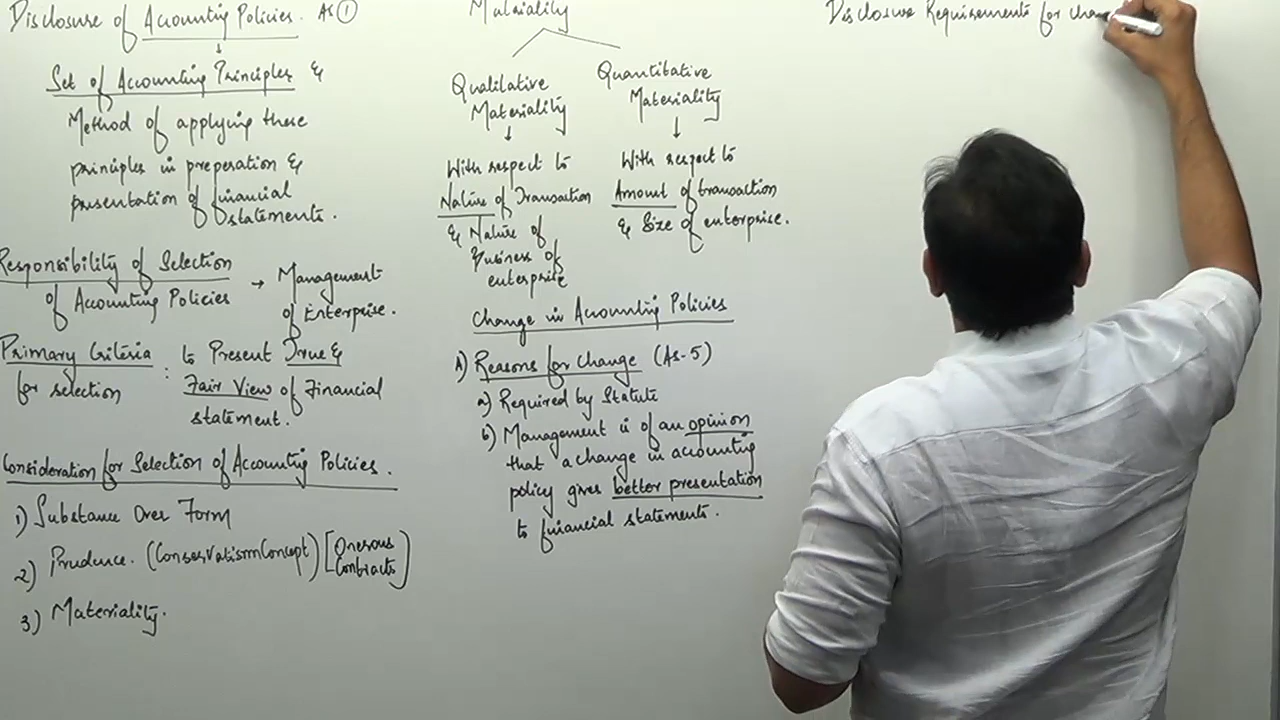 Disclosure of Accounting Policies. AS ①
Set of Accounting Principles &
Method of applying these
principles in preperation &
presentation of financial
statements.
Responsibility of Selection
of Accounting Policies → Management
of Enterprise.
Primary Criteria
for selection : to Present True &
Fair View of Financial
statement.
Consideration for Selection of Accounting Policies.
1) Substance Over Form
2) Prudence. (Conservatism Concept) [Onerous
Contracts]
3) Materiality.
Materiality
Qualitative
Materiality
With respect to
Nature of Transaction
& Nature of
Business of
enterprise
Quantitative
Materiality
With respect to
Amount of transaction
& Size of enterprise.
Change in Accounting Policies
A) Reasons for change (AS-5)
a) Required by Statute
b) Management is of an opinion
that a change in accounting
policy gives better presentation
to financial statements.
Disclosure Requirements for chan